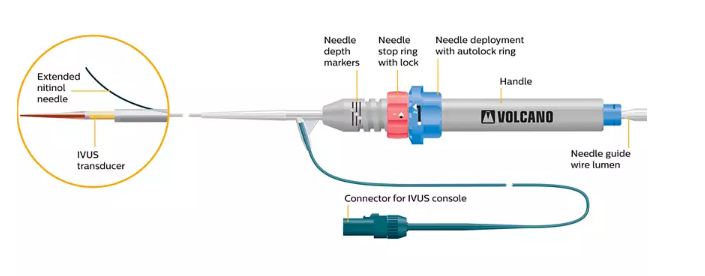 Needle
depth
markers
Needle
stop ring
with lock
Needle deployment
with autolock ring
Handle
Extended
nitinol
needle
VOLCANO
IVUS
transducer
Needle guide
wire lumen
Connector for IVUS console